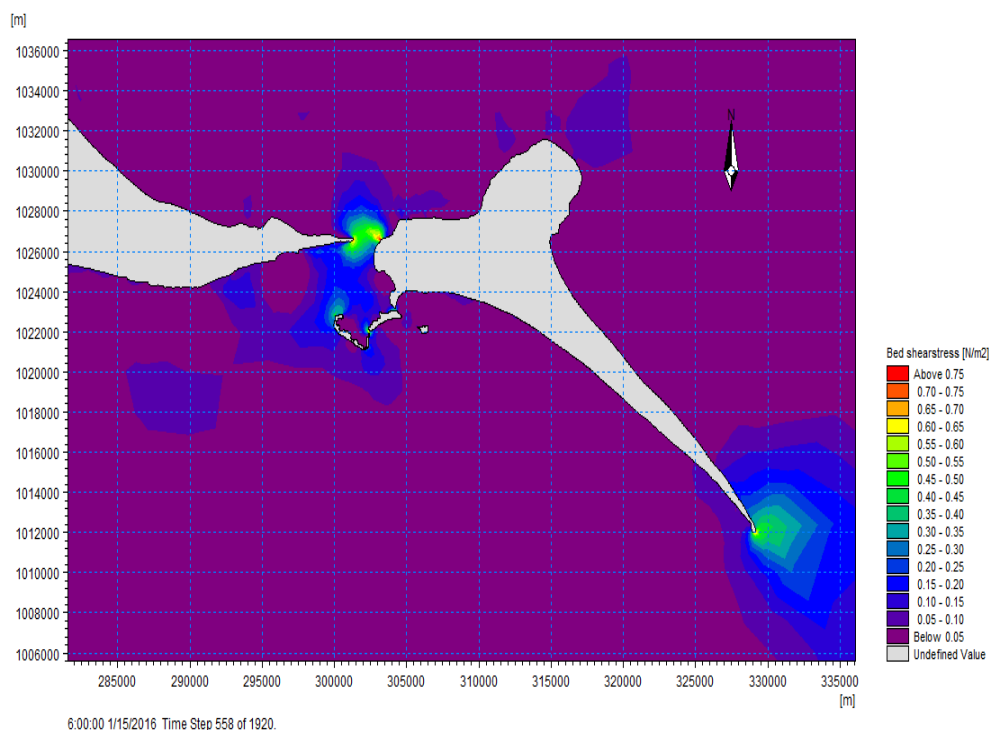 [m]
1036000
1034000
1032000
1030000
1028000
1026000
1024000
1022000
1020000
1018000
1016000
1014000
1012000
1010000
1008000
1006000
N
285000 290000 295000 300000 305000 310000 315000 320000 325000 330000 335000
[m]
Bed shearstress [N/m2]
Above 0.75
0.70 - 0.75
0.65 - 0.70
0.60 - 0.65
0.55 - 0.60
0.50 - 0.55
0.45 - 0.50
0.40 - 0.45
0.35 - 0.40
0.30 - 0.35
0.25 - 0.30
0.20 - 0.25
0.15 - 0.20
0.10 - 0.15
0.05 - 0.10
Below 0.05
Undefined Value
6:00:00 1/15/2016 Time Step 558 of 1920.